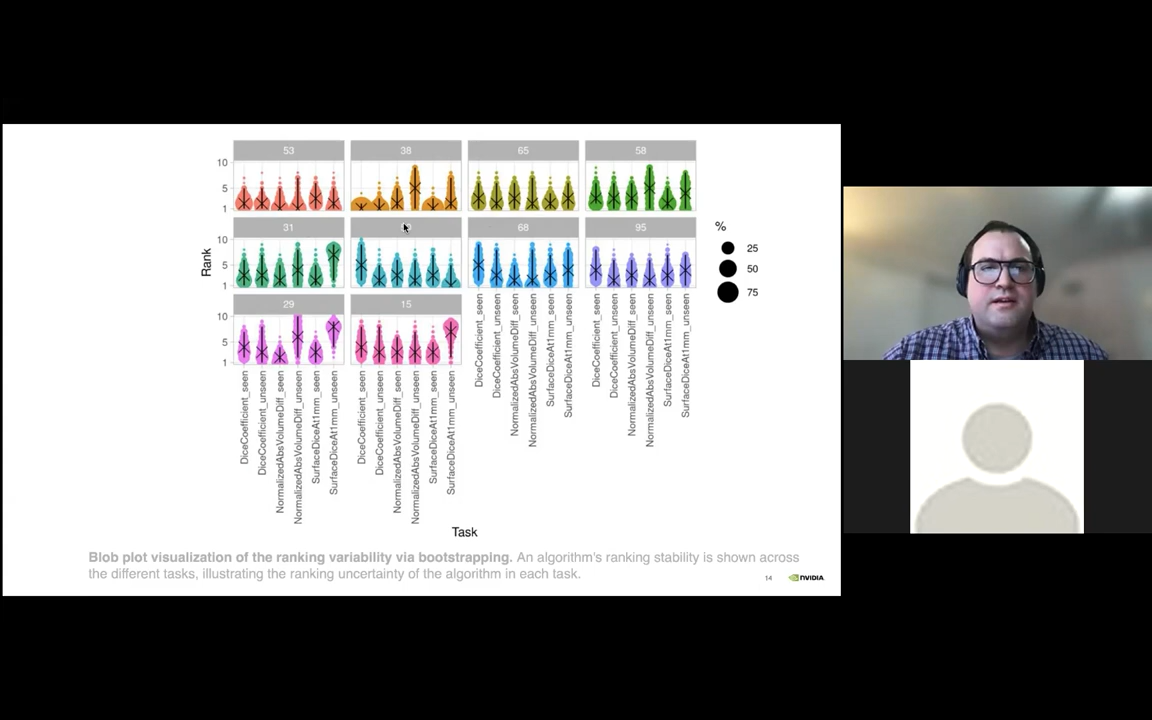 53
38
65
58
10
5
1
31
68
95
10
5
1
29
15
10
5
1
Rank
%
25
50
75
DiceCoefficient_seen
DiceCoefficient_unseen
NormalizedAbsVolumeDiff_seen
NormalizedAbsVolumeDiff_unseen
SurfaceDiceAt1mm_seen
SurfaceDiceAt1mm_unseen
DiceCoefficient_seen
DiceCoefficient_unseen
NormalizedAbsVolumeDiff_seen
NormalizedAbsVolumeDiff_unseen
SurfaceDiceAt1mm_seen
SurfaceDiceAt1mm_unseen
DiceCoefficient_seen
DiceCoefficient_unseen
NormalizedAbsVolumeDiff_seen
NormalizedAbsVolumeDiff_unseen
SurfaceDiceAt1mm_seen
SurfaceDiceAt1mm_unseen
DiceCoefficient_seen
DiceCoefficient_unseen
NormalizedAbsVolumeDiff_seen
NormalizedAbsVolumeDiff_unseen
SurfaceDiceAt1mm_seen
SurfaceDiceAt1mm_unseen
Task
Blob plot visualization of the ranking variability via bootstrapping. An algorithm's ranking stability is shown across
the different tasks, illustrating the ranking uncertainty of the algorithm in each task.
14
NVIDIA